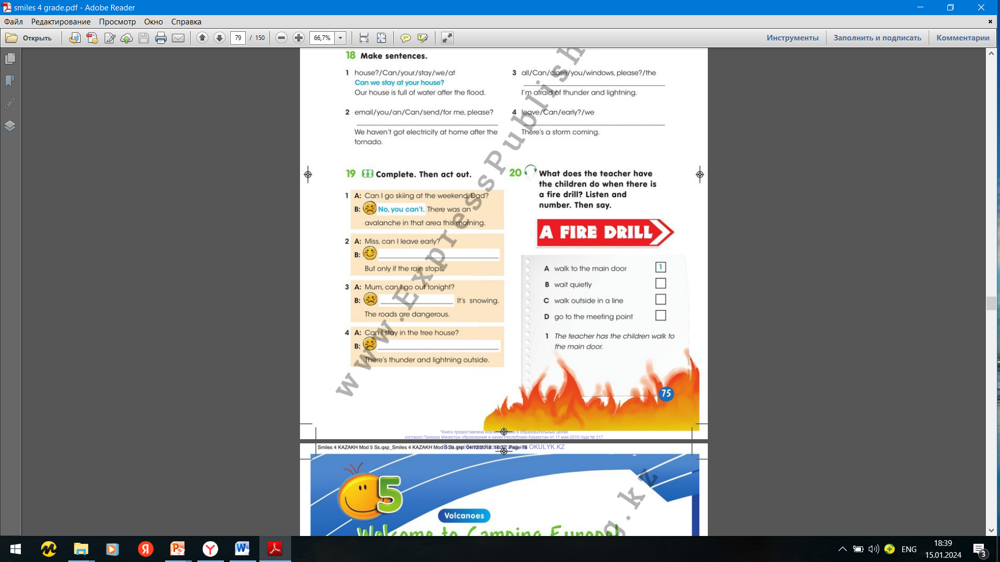 smiles 4 grade.pdf - Adobe Reader
Файл Редактирование Просмотр Окно Справка
Открыть 79 / 150 66,7% Инструменты Заполнить и подписать Комментарии
18 Make sentences.
1 house?/Can/your/stay/we/at
Can we stay at your house?
Our house is full of water after the flood.
2 email/you/an/Can/send/for me, please?
We haven't got electricity at home after the
tornado.
3 all/Can/close/you/windows, please?/the
I'm afraid of thunder and lightning.
4 leave/Can/early?/we
There's a storm coming.
19 Complete. Then act out.
1 A: Can I go skiing at the weekend, Dad?
B: No, you can't. There was an
avalanche in that area this morning.
2 A: Miss, can I leave early?
B:
But only if the rain stops.
3 A: Mum, can I go out tonight?
B: It's snowing.
The roads are dangerous.
4 A: Can I stay in the tree house?
B:
There's thunder and lightning outside.
20 What does the teacher have
the children do when there is
a fire drill? Listen and
number. Then say.
A FIRE DRILL
A walk to the main door 1
B wait quietly
C walk outside in a line
D go to the meeting point
1 The teacher has the children walk to
the main door.
75
www.ExpressPublish
"Книга предоставлена исключительно в образовательных целях
согласно Приказа Министра образования и науки Республики Казахстан от 17 мая 2019 года № 217
Smiles 4 KAZAKH Mod 5 Ss.qxp_Smiles 4 KAZAKH Mod 5 Ss.qxp 04/12/2018 16:32 Page 76
OKULYK.KZ
5
g.kz
Volcanoes
Welcome to Camping Europe!
ENG
18:39
15.01.2024
3